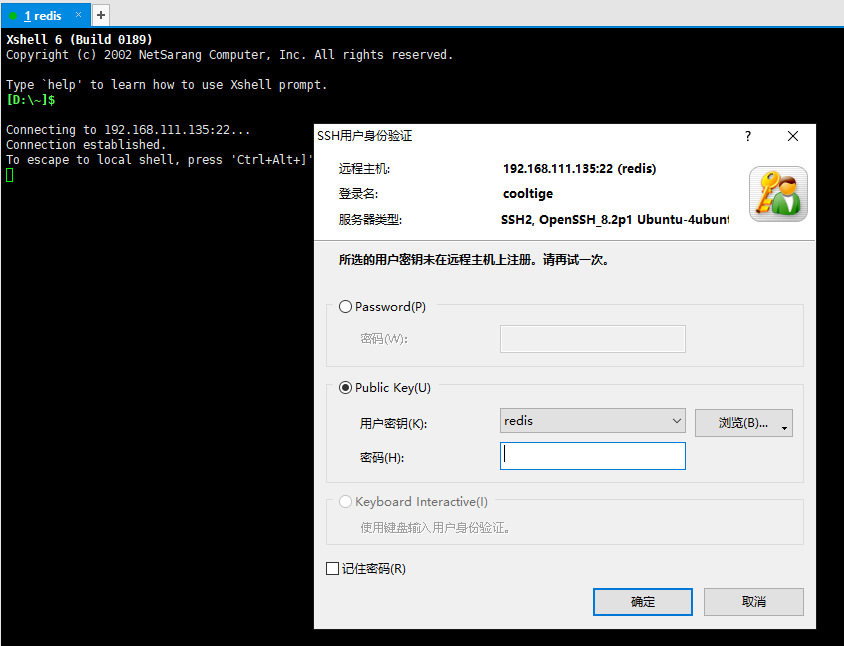 1 redis × +
Xshell 6 (Build 0189)
Copyright (c) 2002 NetSarang Computer, Inc. All rights reserved.
Type `help' to learn how to use Xshell prompt.
[D:\~]$
Connecting to 192.168.111.135:22...
Connection established.
To escape to local shell, press 'Ctrl+Alt+]'
SSH用户身份验证
远程主机: 192.168.111.135:22 (redis)
登录名: cooltige
服务器类型: SSH2, OpenSSH_8.2p1 Ubuntu-4ubunt
所选的用户密钥未在远程主机上注册。请再试一次。
Password(P)
密码(W):
Public Key(U)
用户密钥(K): redis 浏览(B)...
密码(H):
Keyboard Interactive(I)
使用键盘输入用户身份验证。
记住密码(R)
确定 取消